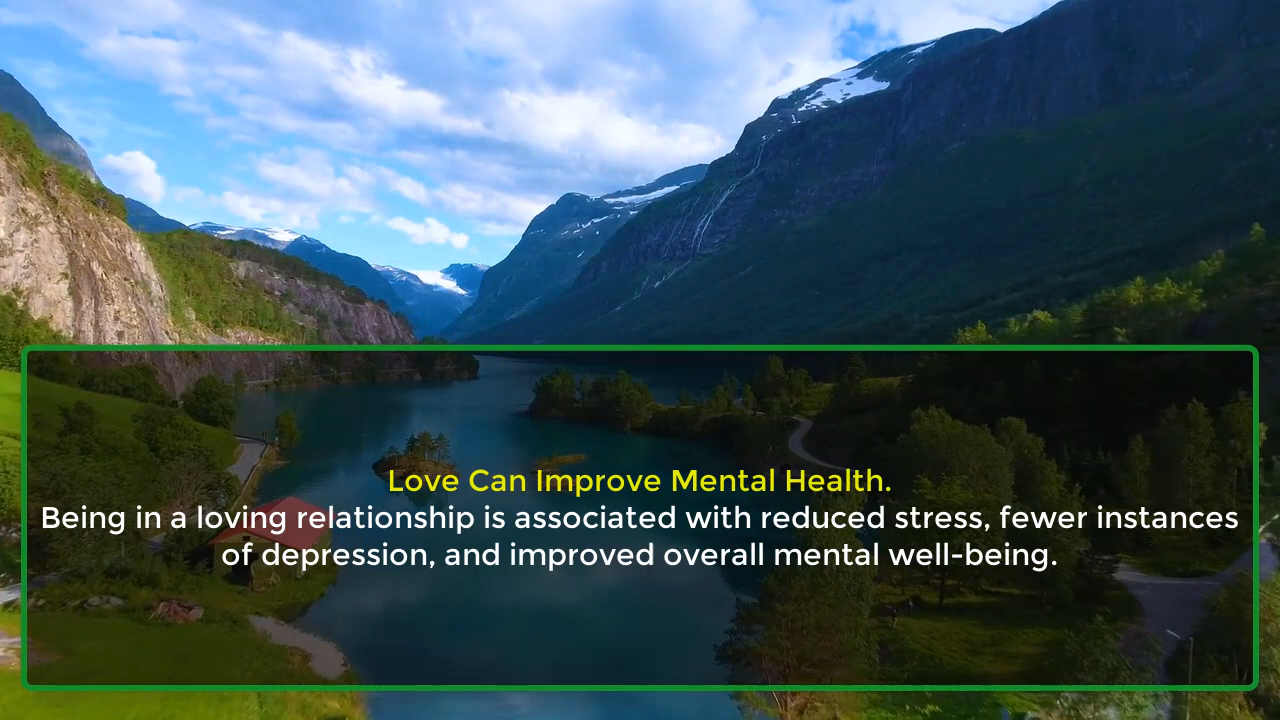 Love Can Improve Mental Health.
Being in a loving relationship is associated with reduced stress, fewer instances
of depression, and improved overall mental well-being.